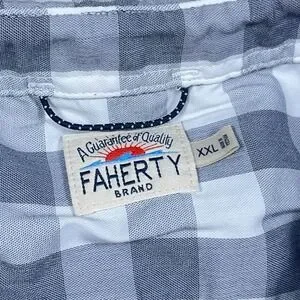 A Guarantee of Quality
FAHERTY
BRAND
XXL